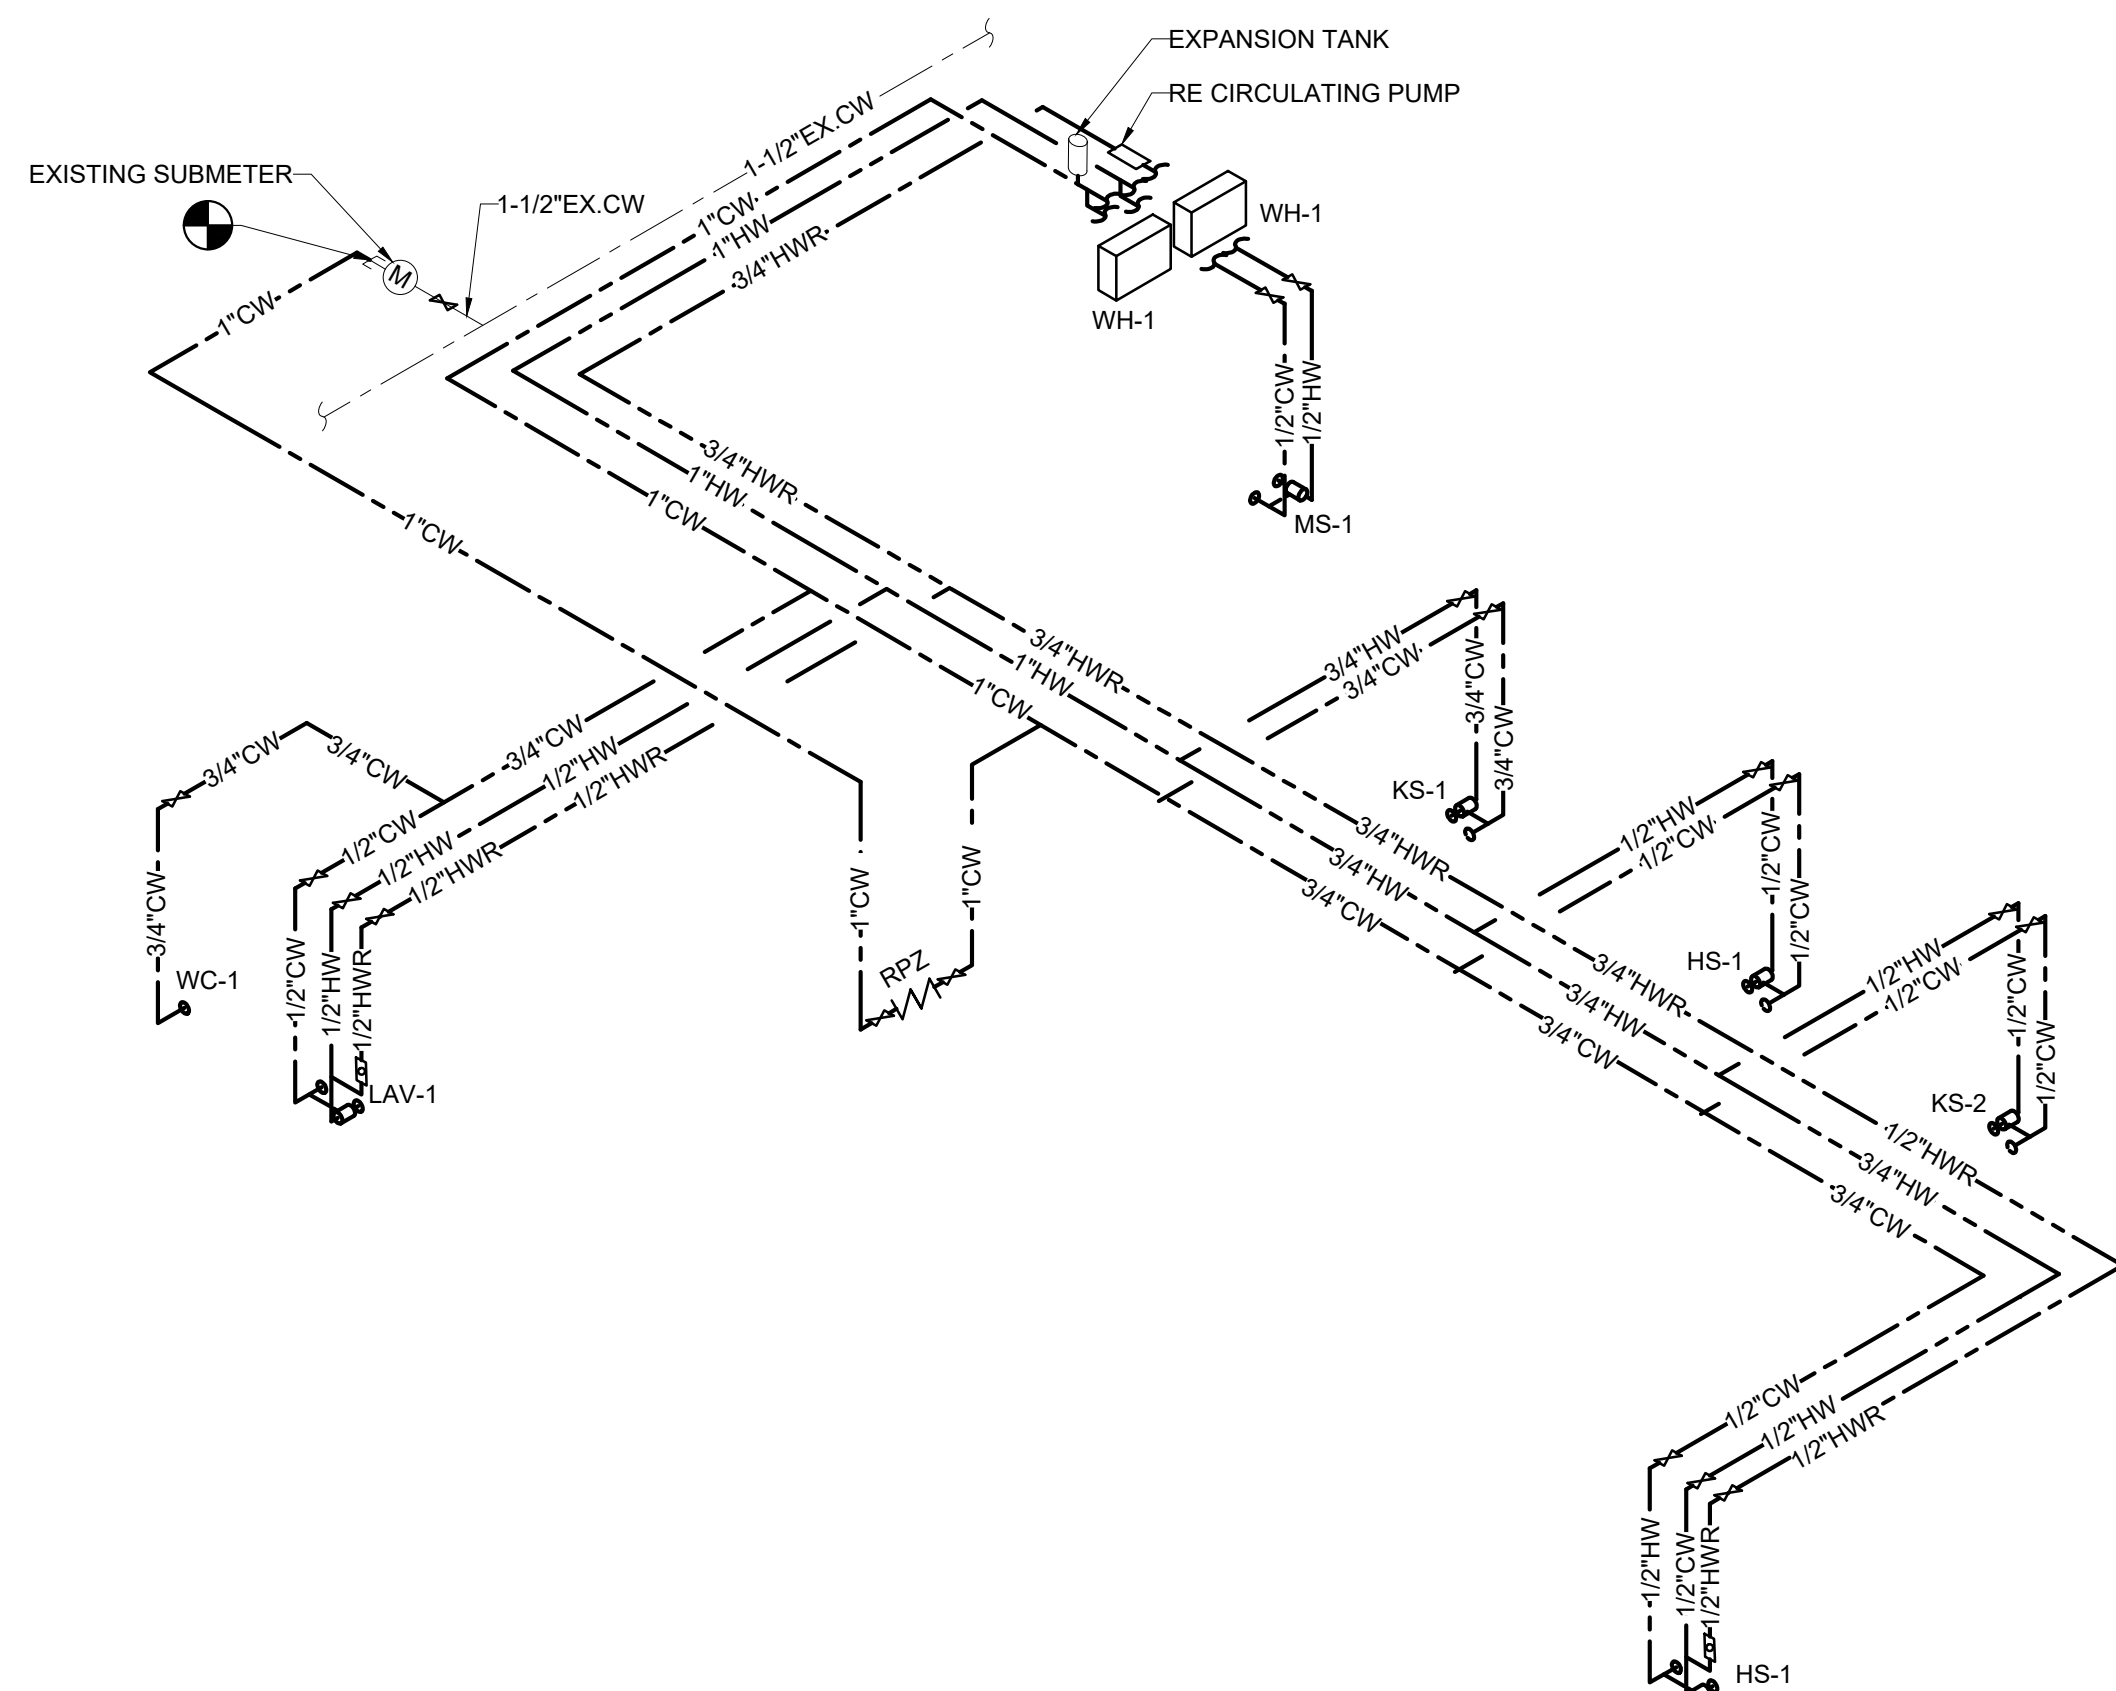 EXPANSION TANK
RE CIRCULATING PUMP
1-1/2"EX.CW
EXISTING SUBMETER
M
1-1/2"EX.CW
1"CW
1"HW
3/4"HWR
WH-1
WH-1
1"CW
1/2"CW
1/2"HW
MS-1
3/4"HWR
1"HW
1"CW
1"CW
3/4"HWR
1"HW
1"CW
3/4"HW
3/4"CW
3/4"CW
3/4"CW
KS-1
3/4"CW
3/4"CW
3/4"CW
1/2"HW
1/2"HWR
1/2"CW
1/2"HW
1/2"HWR
3/4"CW
WC-1
1/2"CW
1/2"HW
1/2"HWR
LAV-1
1"CW
1"CW
RPZ
3/4"HWR
3/4"HW
3/4"CW
1/2"HW
1/2"CW
1/2"CW
1/2"CW
HS-1
3/4"HWR
3/4"HW
3/4"CW
1/2"HW
1/2"CW
1/2"CW
1/2"CW
KS-2
1/2"HWR
3/4"HW
3/4"CW
1/2"CW
1/2"HW
1/2"HWR
1/2"HW
1/2"CW
1/2"HWR
HS-1